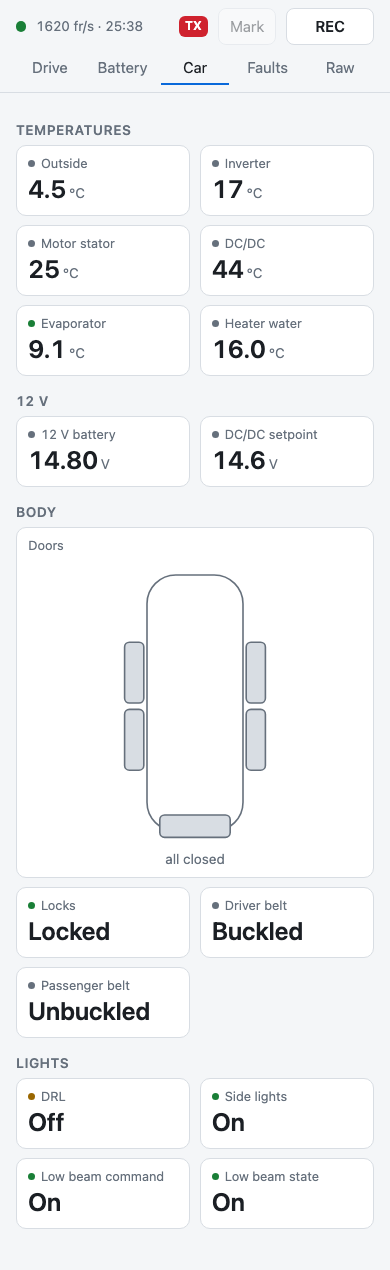 1620 fr/s · 25:38 TX Mark REC
Drive Battery Car Faults Raw
TEMPERATURES
Outside Inverter
4.5 °C 17 °C
Motor stator DC/DC
25 °C 44 °C
Evaporator Heater water
9.1 °C 16.0 °C
12 V
12 V battery DC/DC setpoint
14.80 V 14.6 V
BODY
Doors
all closed
Locks Driver belt
Locked Buckled
Passenger belt
Unbuckled
LIGHTS
DRL Side lights
Off On
Low beam command Low beam state
On On